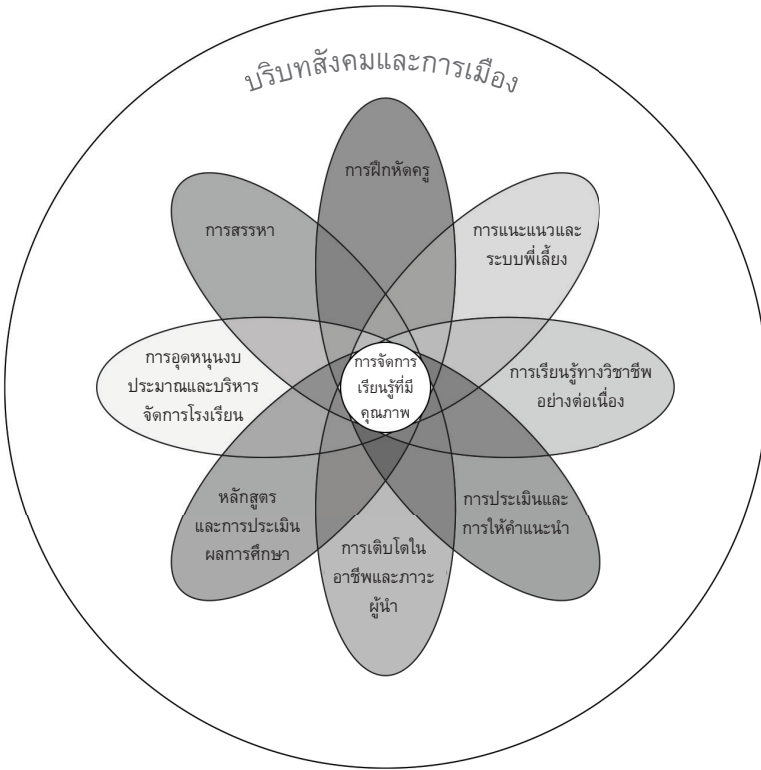 บริบทสังคมและการเมือง
การฝึกหัดครู
การแนะแนวและ
ระบบพี่เลี้ยง
การเรียนรู้ทางวิชาชีพ
อย่างต่อเนื่อง
การประเมินและ
การให้คำแนะนำ
การเติบโตใน
อาชีพและภาวะ
ผู้นำ
หลักสูตร
และการประเมิน
ผลการศึกษา
การอุดหนุนงบ
ประมาณและบริหาร
จัดการโรงเรียน
การสรรหา
การจัดการ
เรียนรู้ที่มี
คุณภาพ